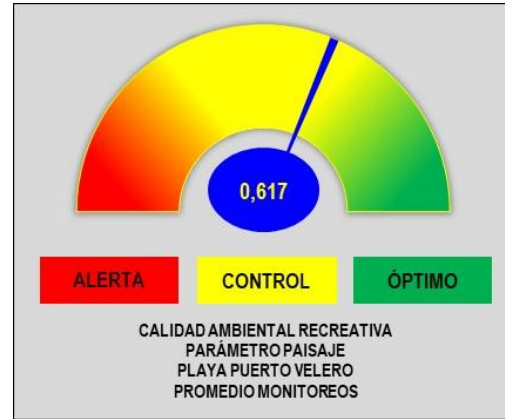 0,617
ALERTA CONTROL ÓPTIMO
CALIDAD AMBIENTAL RECREATIVA
PARÁMETRO PAISAJE
PLAYA PUERTO VELERO
PROMEDIO MONITOREOS